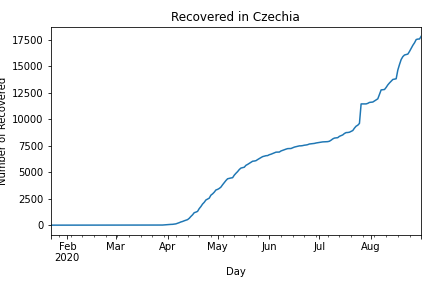 Recovered in Czechia
Number of Recovered
17500
15000
12500
10000
7500
5000
2500
0
Feb
2020
Mar
Apr
May
Jun
Jul
Aug
Day